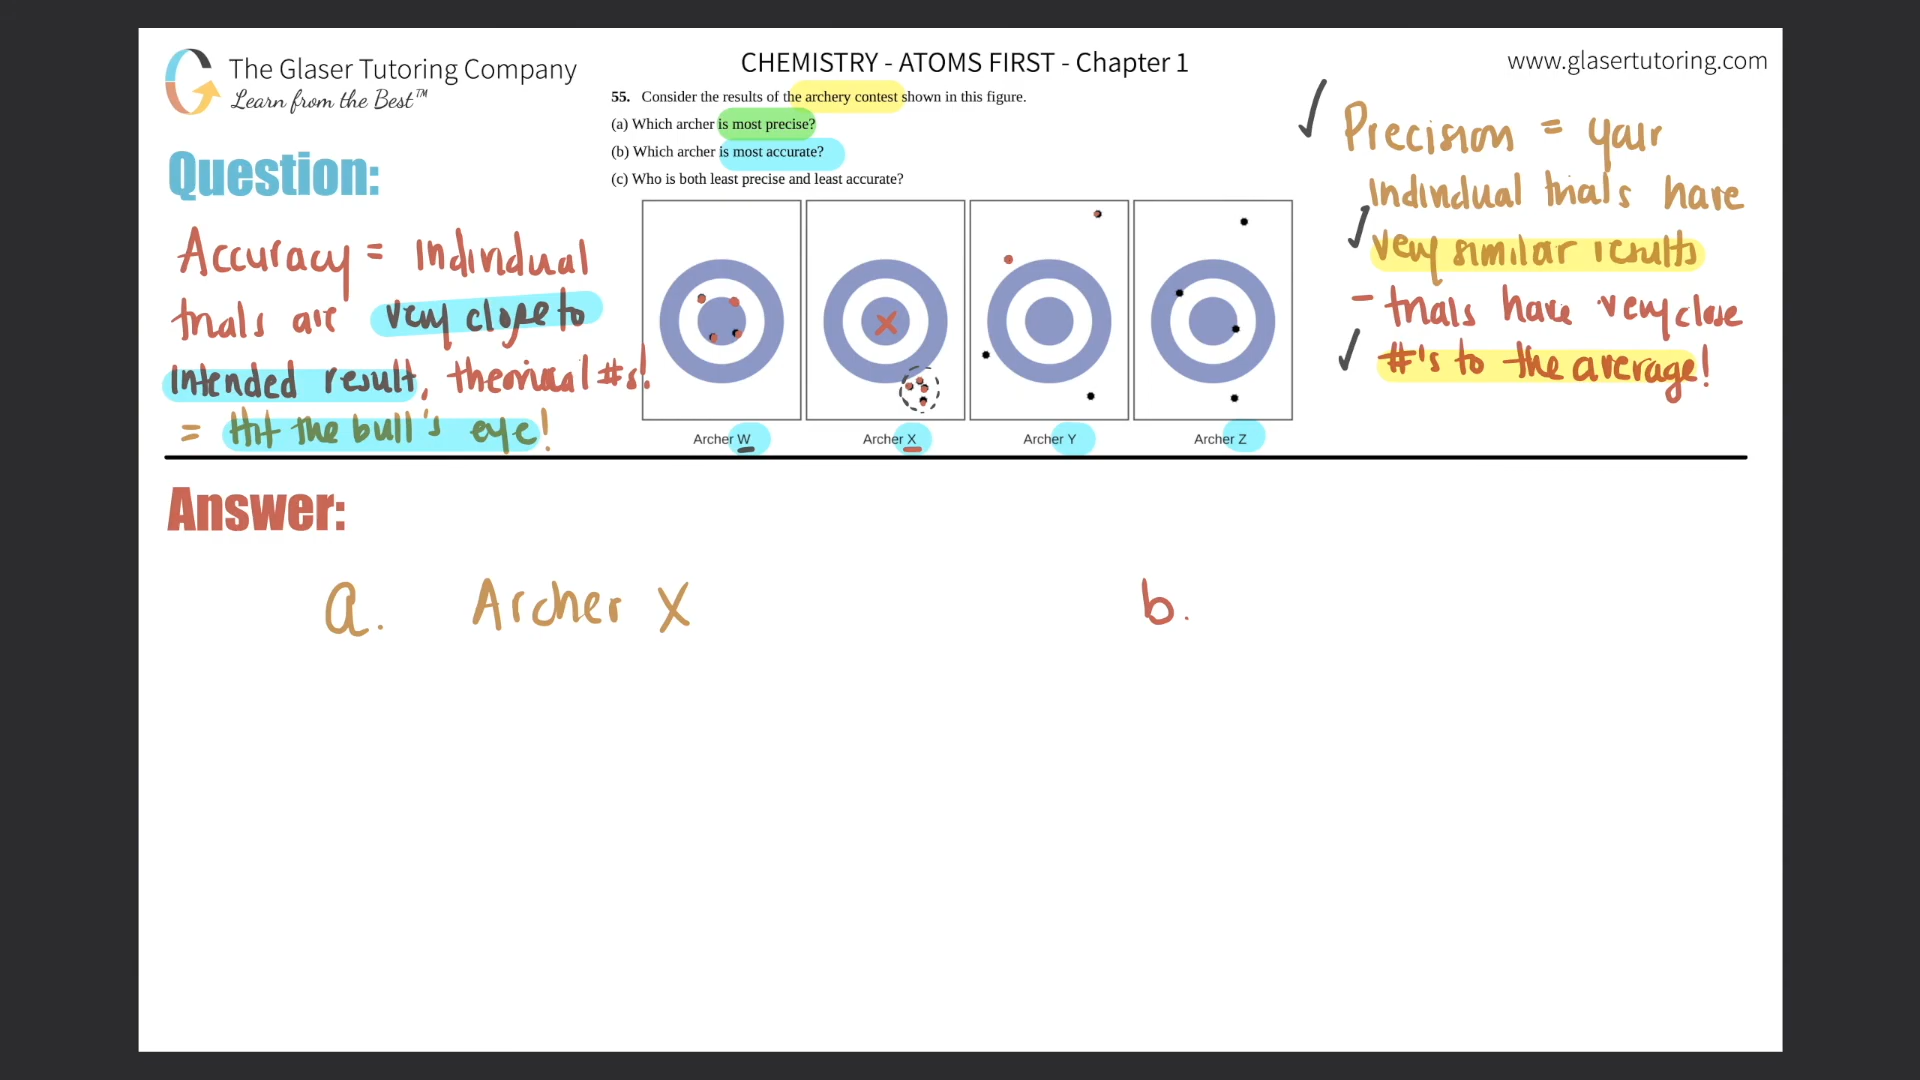 The Glaser Tutoring Company
Learn from the Best™
CHEMISTRY - ATOMS FIRST - Chapter 1
www.glasertutoring.com
55. Consider the results of the archery contest shown in this figure.
(a) Which archer is most precise?
(b) Which archer is most accurate?
(c) Who is both least precise and least accurate?
Question:
Accuracy = Individual
trials are very close to
intended result, theoretical #s!
= Hit the bull's eye!
Precision = your
Individual trials have
very similar results
- trials have very close
#'s to the average!
X
Archer W
Archer X
Archer Y
Archer Z
Answer:
a. Archer X
b.